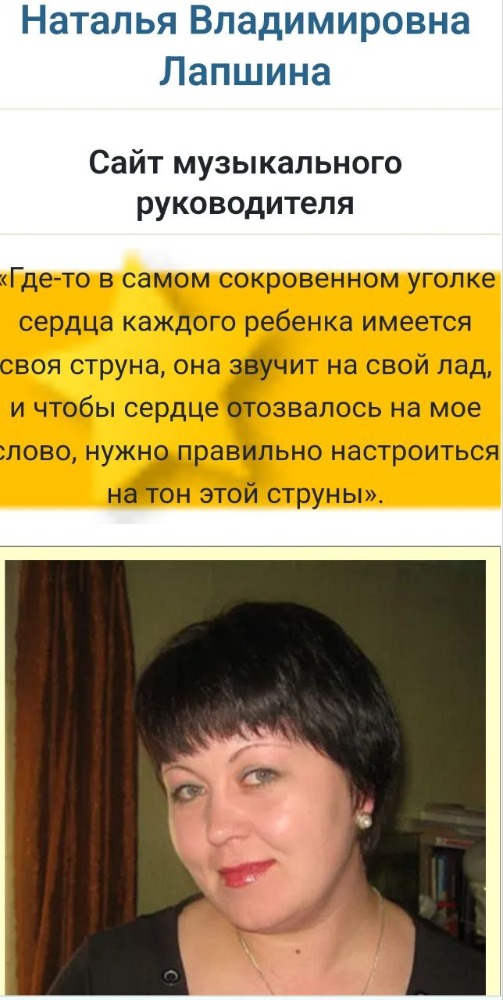 Наталья Владимировна
Лапшина
Сайт музыкального
руководителя
«Где-то в самом сокровенном уголке
сердца каждого ребенка имеется
своя струна, она звучит на свой лад,
и чтобы сердце отозвалось на мое
слово, нужно правильно настроиться
на тон этой струны».